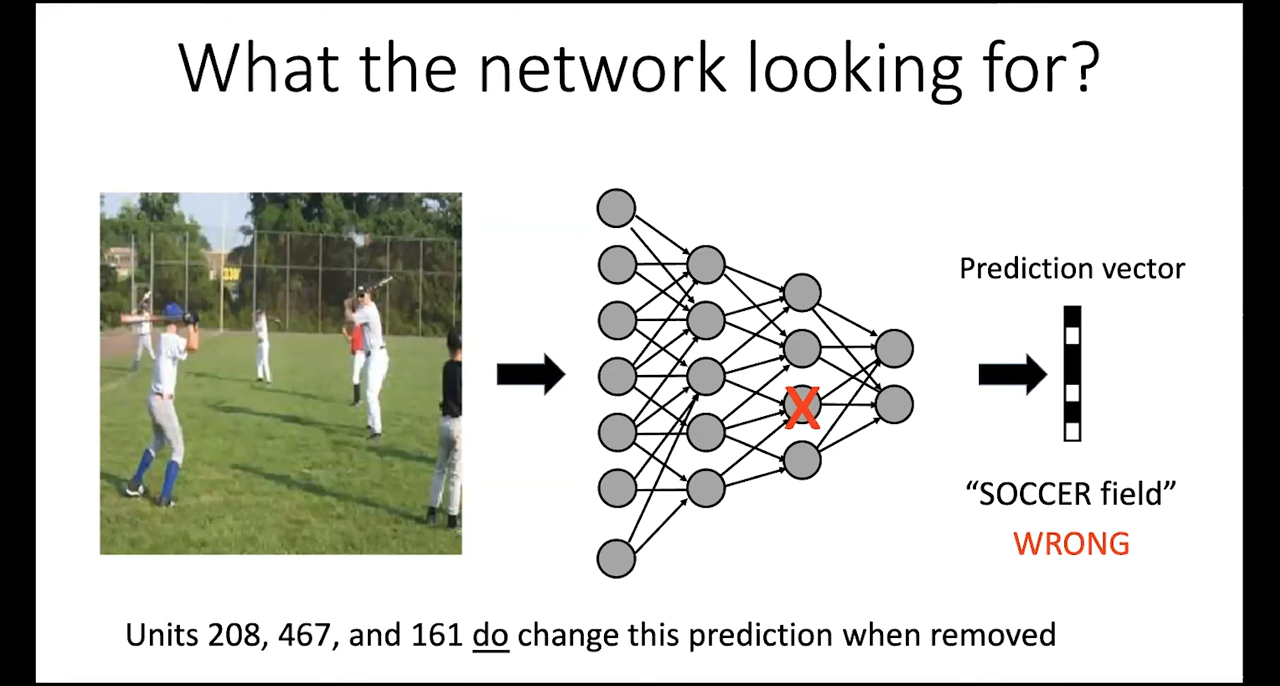 What the network looking for?
330
Prediction vector
X
“SOCCER field”
WRONG
Units 208, 467, and 161 do change this prediction when removed